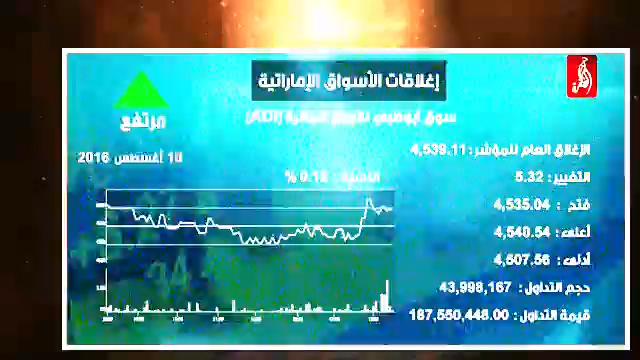 إغلاقات الأسواق الإماراتية
سوق أبوظبي للأوراق المالية (ADI)
مرتفع
10 أغسطس 2016
النسبة : 0.12 %
الإغلاق العام للمؤشر: 4,539.11
التغيير: 5.32
فتح : 4,535.04
أعلى : 4,540.54
أدنى : 4,507.56
حجم التداول : 43,998,167
قيمة التداول : 187,550,448.00